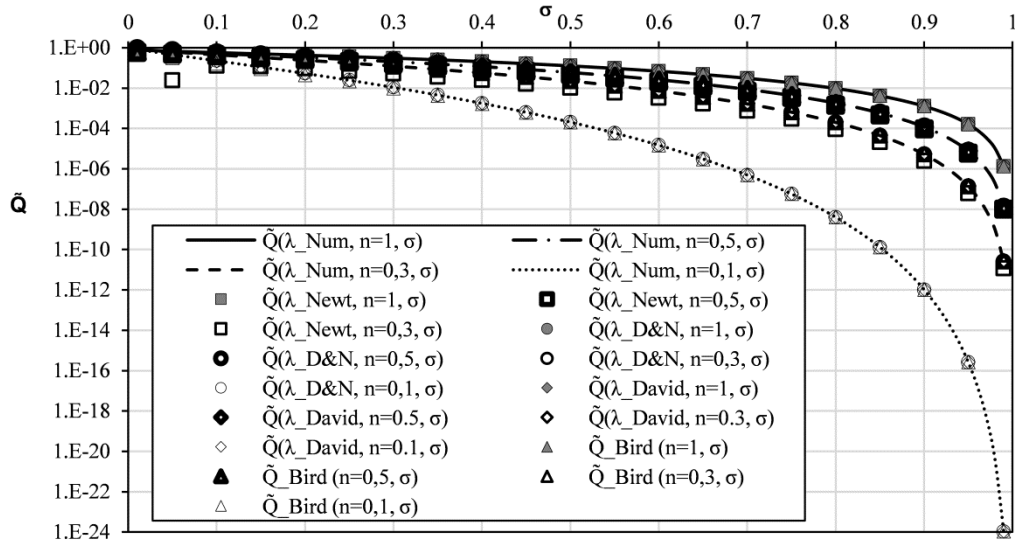 σ
0 0.1 0.2 0.3 0.4 0.5 0.6 0.7 0.8 0.9 1
1.E+00
1.E-02
1.E-04
1.E-06
Q̃
1.E-08
1.E-10
1.E-12
1.E-14
1.E-16
1.E-18
1.E-20
1.E-22
1.E-24
Q̃(λ_Num, n=1, σ) Q̃(λ_Num, n=0,5, σ)
Q̃(λ_Num, n=0,3, σ) Q̃(λ_Num, n=0,1, σ)
Q̃(λ_Newt, n=1, σ) Q̃(λ_Newt, n=0,5, σ)
Q̃(λ_Newt, n=0,3, σ) Q̃(λ_D&N, n=1, σ)
Q̃(λ_D&N, n=0,5, σ) Q̃(λ_D&N, n=0,3, σ)
Q̃(λ_D&N, n=0,1, σ) Q̃(λ_David, n=1, σ)
Q̃(λ_David, n=0.5, σ) Q̃(λ_David, n=0.3, σ)
Q̃(λ_David, n=0.1, σ) Q̃_Bird (n=1, σ)
Q̃_Bird (n=0,5, σ) Q̃_Bird (n=0,3, σ)
Q̃_Bird (n=0,1, σ)